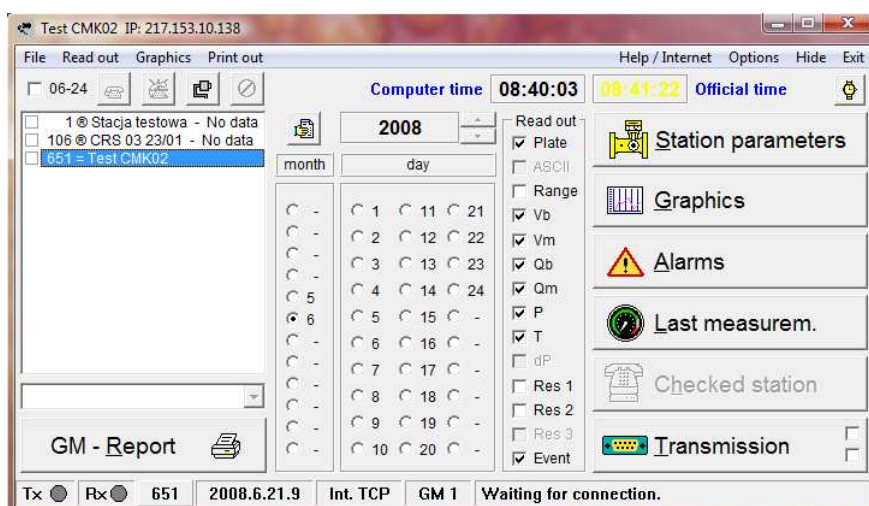 Test CMK02 IP: 217.153.10.138
File Read out Graphics Print out Help / Internet Options Hide Exit
06-24 Computer time 08:40:03 08:41:22 Official time
1 ® Stacja testowa - No data
106 ® CRS 03 23/01 - No data
651 = Test CMK02
2008
month day
- 1 11 21
- 2 12 22
- 3 13 23
- 4 14 24
5 5 15 -
6 6 16 -
- 7 17 -
- 8 18 -
- 9 19 -
- 10 20 -
Read out
Plate
ASCII
Range
Vb
Vm
Qb
Qm
P
T
dP
Res 1
Res 2
Res 3
Event
Station parameters
Graphics
Alarms
Last measurem.
Checked station
Transmission
GM - Report
Tx Rx 651 2008.6.21.9 Int. TCP GM 1 Waiting for connection.